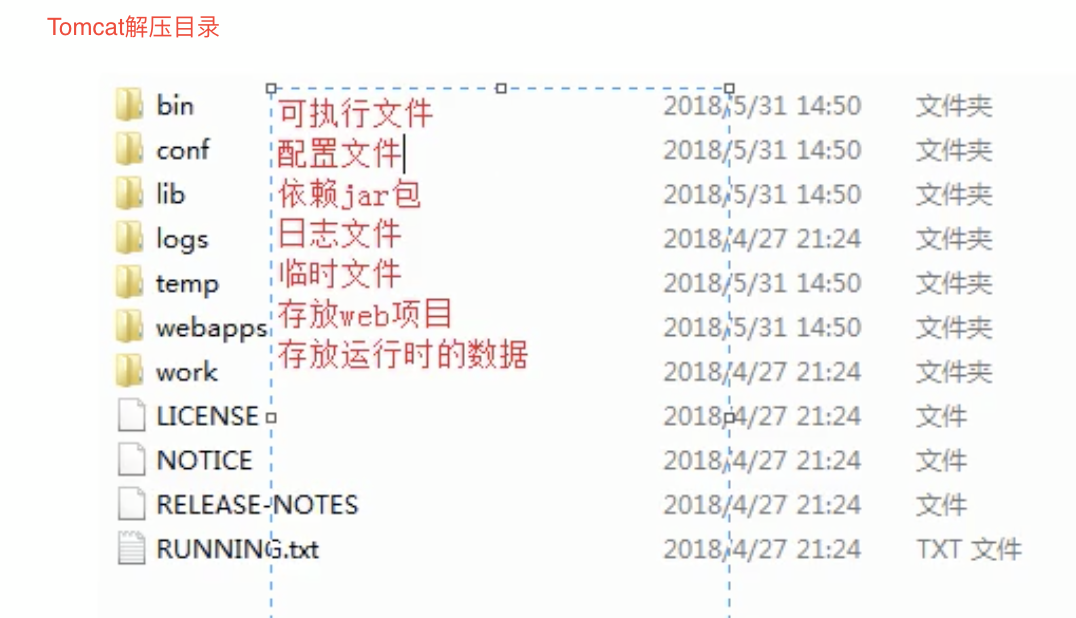 Tomcat解压目录
bin 可执行文件 2018/5/31 14:50 文件夹
conf 配置文件 2018/5/31 14:50 文件夹
lib 依赖jar包 2018/5/31 14:50 文件夹
logs 日志文件 2018/4/27 21:24 文件夹
temp 临时文件 2018/5/31 14:50 文件夹
webapps 存放web项目 2018/5/31 14:50 文件夹
work 存放运行时的数据 2018/4/27 21:24 文件夹
LICENSE 2018/4/27 21:24 文件
NOTICE 2018/4/27 21:24 文件
RELEASE-NOTES 2018/4/27 21:24 文件
RUNNING.txt 2018/4/27 21:24 TXT 文件